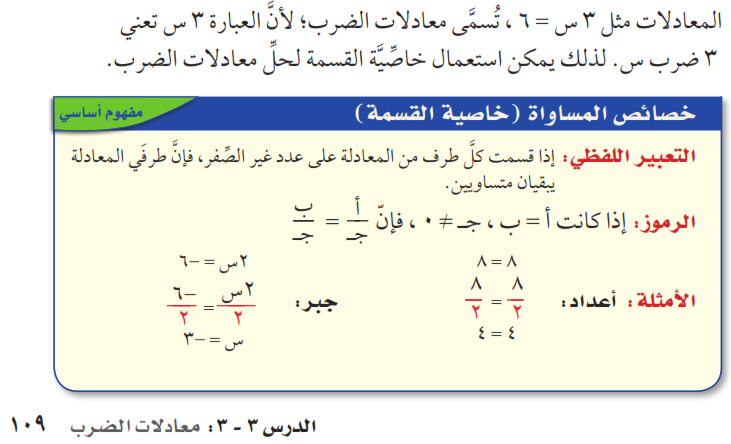 المعادلات مثل ٣ س = ٦ ، تُسمَّى معادلات الضرب؛ لأنَّ العبارة ٣ س تعني
٣ ضرب س. لذلك يمكن استعمال خاصِّيَّة القسمة لحلِّ معادلات الضرب.
خصائص المساواة (خاصية القسمة)
مفهوم أساسي
التعبير اللفظي: إذا قسمت كلَّ طرف من المعادلة على عدد غير الصِّفر، فإنَّ طرفَي المعادلة
يبقيان متساويين.
الرموز: إذا كانت أ = ب ، جـ ≠ ٠ ، فإنّ أ/جـ = ب/جـ
الأمثلة: أعداد:
٨ = ٨
٨/٢ = ٨/٢
٤ = ٤
جبر:
٢س = –٦
٢س/٢ = –٦/٢
س = –٣
الدرس ٣ - ٣: معادلات الضرب ١٠٩